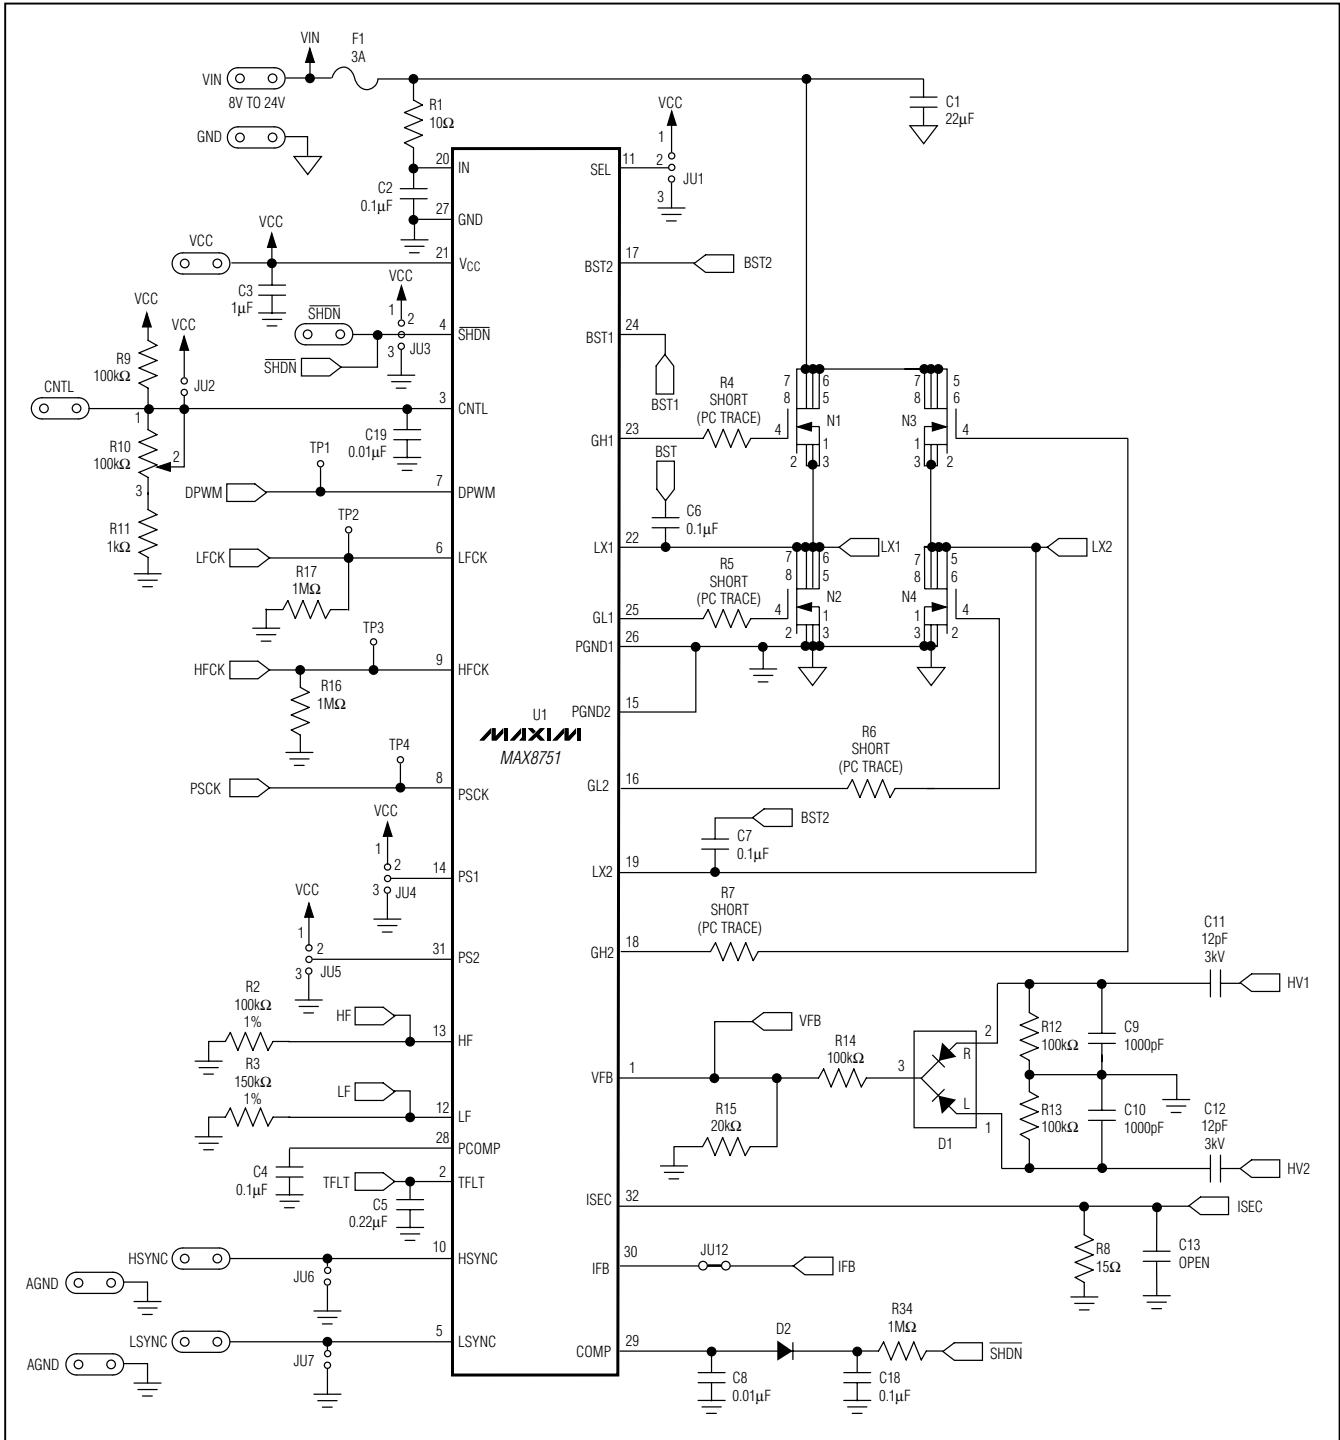 VIN
F1
3A
VIN
8V TO 24V
GND
R1
10Ω
C1
22µF
VCC
1
2
3
JU1
20
IN
11
SEL
C2
0.1µF
27
GND
VCC
VCC
21
VCC
C3
1µF
17
BST2
BST2
VCC
1
2
3
JU3
SHDN
SHDN
4
SHDN
24
BST1
BST1
VCC
VCC
R9
100kΩ
JU2
CNTL
3
CNTL
C19
0.01µF
1
R10
100kΩ
2
3
R11
1kΩ
R4
SHORT
(PC TRACE)
23
GH1
7
8
6
5
4
N1
1
2
3
7
8
5
6
N3
4
1
3
2
TP1
DPWM
7
DPWM
BST
C6
0.1µF
TP2
LFCK
6
LFCK
22
LX1
LX1
LX2
R17
1MΩ
R5
SHORT
(PC TRACE)
7
8
6
5
4
N2
1
2
3
7
8
5
6
N4
4
1
3
2
25
GL1
26
PGND1
TP3
HFCK
9
HFCK
R16
1MΩ
15
PGND2
U1
MAXIM
MAX8751
TP4
PSCK
8
PSCK
R6
SHORT
(PC TRACE)
16
GL2
VCC
1
2
3
JU4
14
PS1
BST2
C7
0.1µF
19
LX2
VCC
1
2
3
JU5
31
PS2
R7
SHORT
(PC TRACE)
18
GH2
C11
12pF
3kV
HV1
R2
100kΩ
1%
HF
13
HF
VFB
1
VFB
R14
100kΩ
3
2
R
L
1
D1
R12
100kΩ
C9
1000pF
R3
150kΩ
1%
LF
12
LF
R15
20kΩ
R13
100kΩ
C10
1000pF
C12
12pF
3kV
HV2
28
PCOMP
C4
0.1µF
TFLT
2
TFLT
C5
0.22µF
32
ISEC
ISEC
R8
15Ω
C13
OPEN
HSYNC
10
HSYNC
JU6
AGND
30
IFB
JU12
IFB
LSYNC
5
LSYNC
JU7
AGND
29
COMP
D2
R34
1MΩ
SHDN
C8
0.01µF
C18
0.1µF